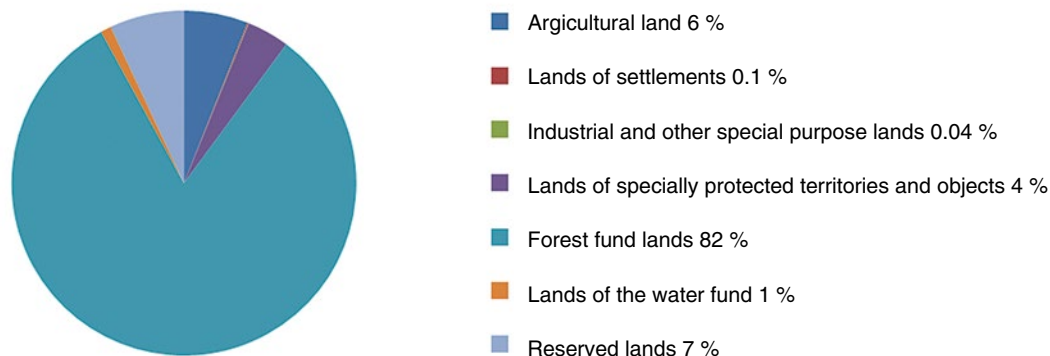 Argicultural land 6 %
Lands of settlements 0.1 %
Industrial and other special purpose lands 0.04 %
Lands of specially protected territories and objects 4 %
Forest fund lands 82 %
Lands of the water fund 1 %
Reserved lands 7 %